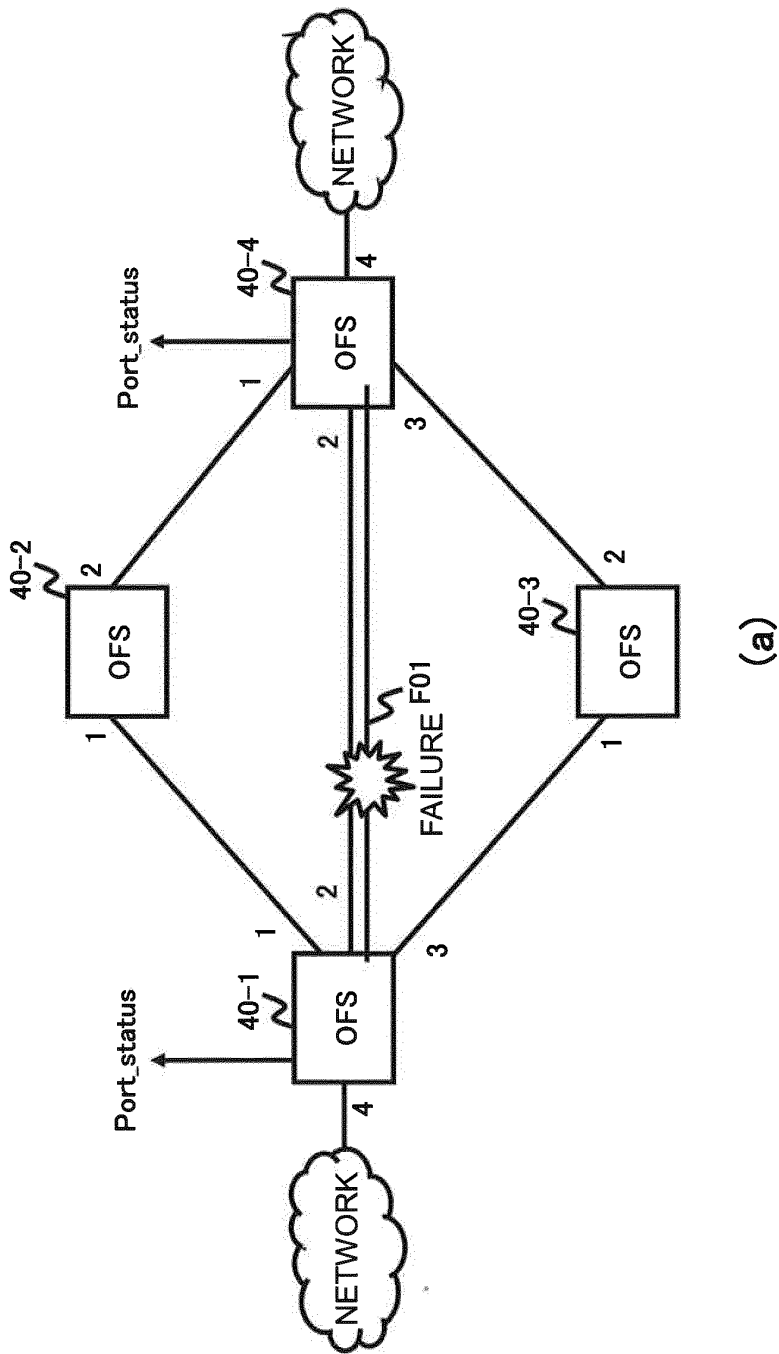 Port_status
Port_status
40-2
OFS
1
2
40-1
OFS
1
2
3
4
40-4
OFS
1
2
3
4
NETWORK
NETWORK
FAILURE
F01
40-3
OFS
1
2
(a)